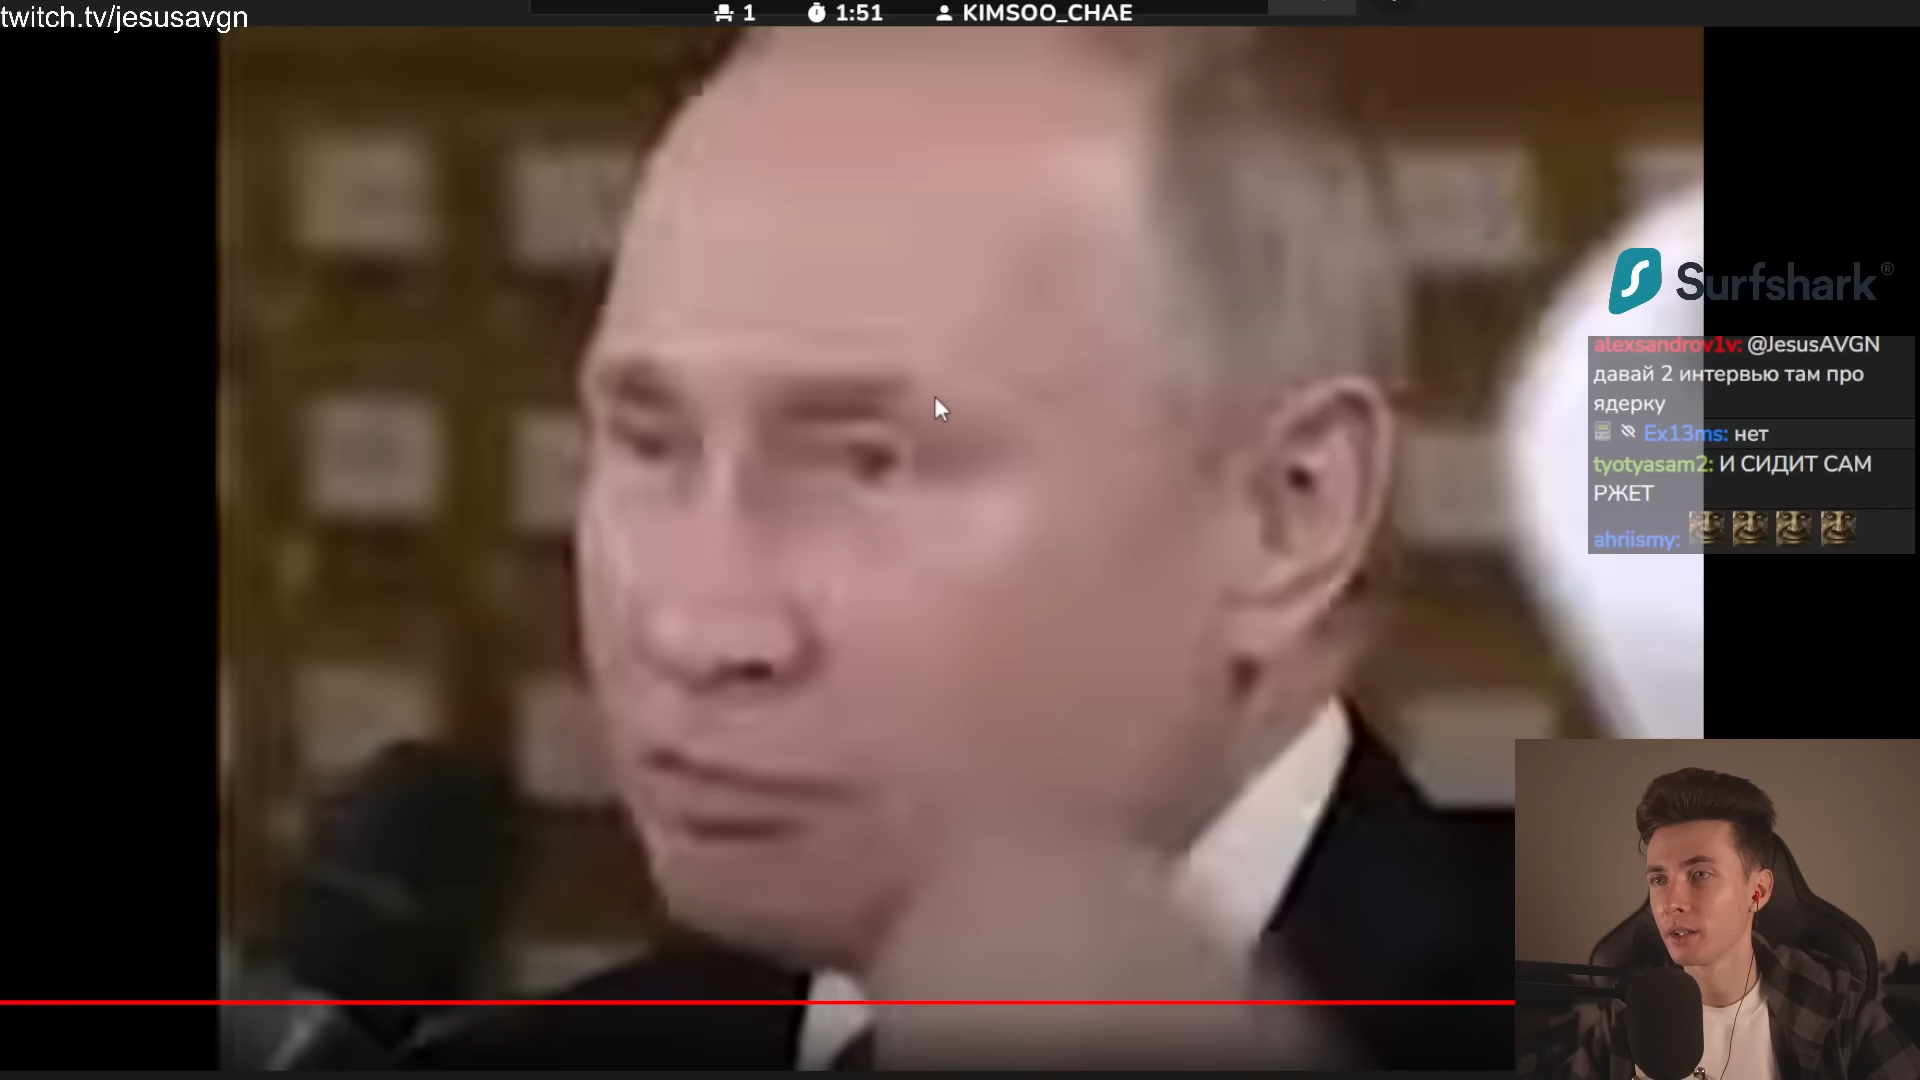 twitch.tv/jesusavgn
1 1:51 KIMSOO_CHAE
Surfshark®
alexsandrov1v: @JesusAVGN
давай 2 интервью там про
ядерку
Ex13ms: нет
tyotyasam2: И СИДИТ САМ
РЖЕТ
ahriismy: